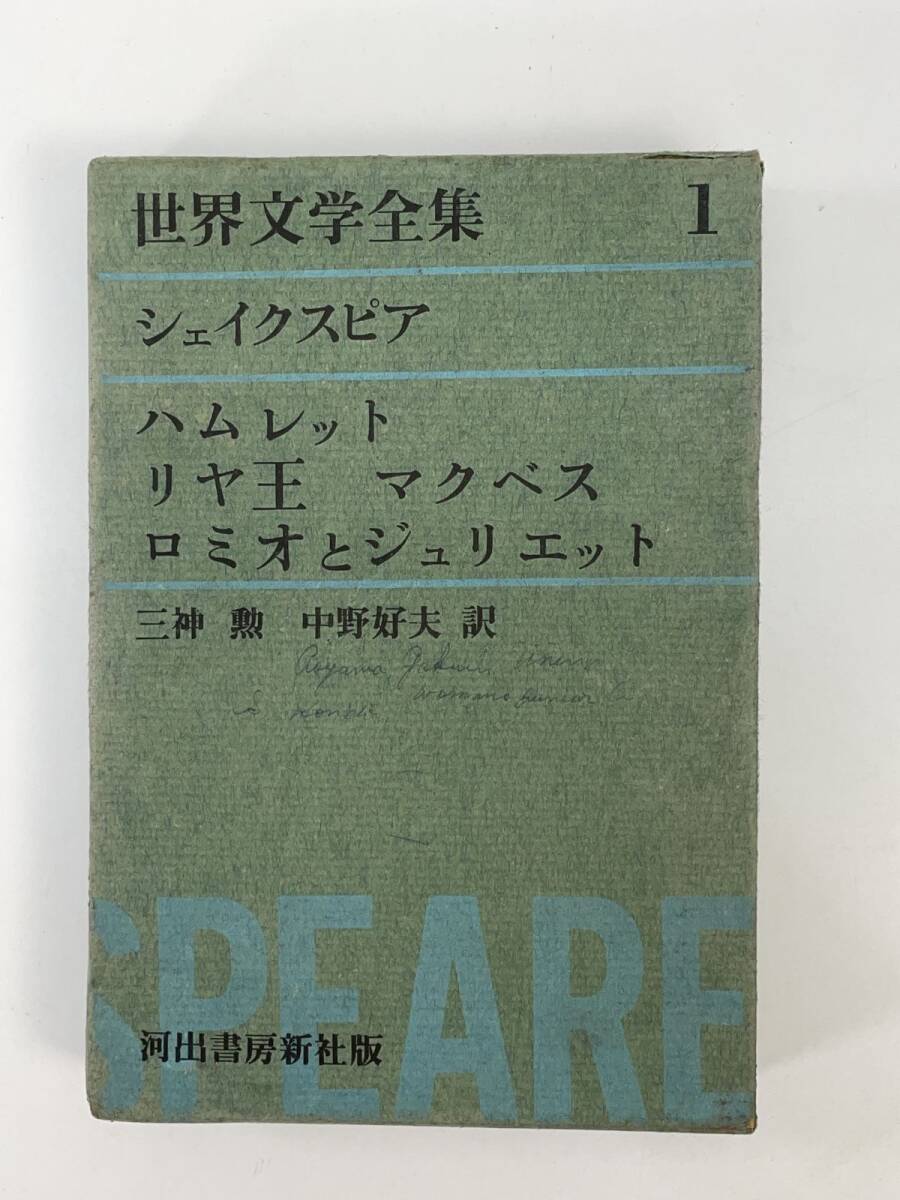 世界文学全集 1
シェイクスピア
ハムレット
リヤ王 マクベス
ロミオとジュリエット
三神 勲 中野好夫 訳
Aoyama
SPEARE
河出書房新社版